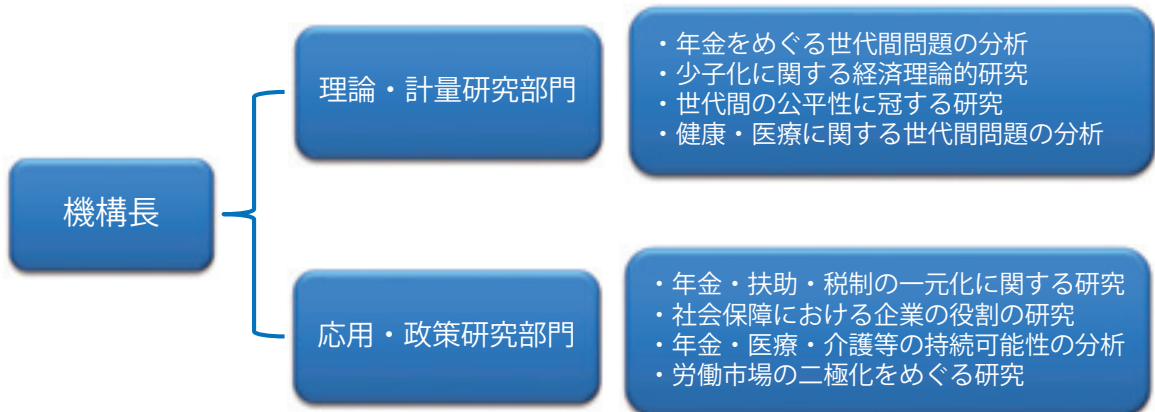 機構長
理論・計量研究部門
・年金をめぐる世代間問題の分析
・少子化に関する経済理論的研究
・世代間の公平性に冠する研究
・健康・医療に関する世代間問題の分析
応用・政策研究部門
・年金・扶助・税制の一元化に関する研究
・社会保障における企業の役割の研究
・年金・医療・介護等の持続可能性の分析
・労働市場の二極化をめぐる研究